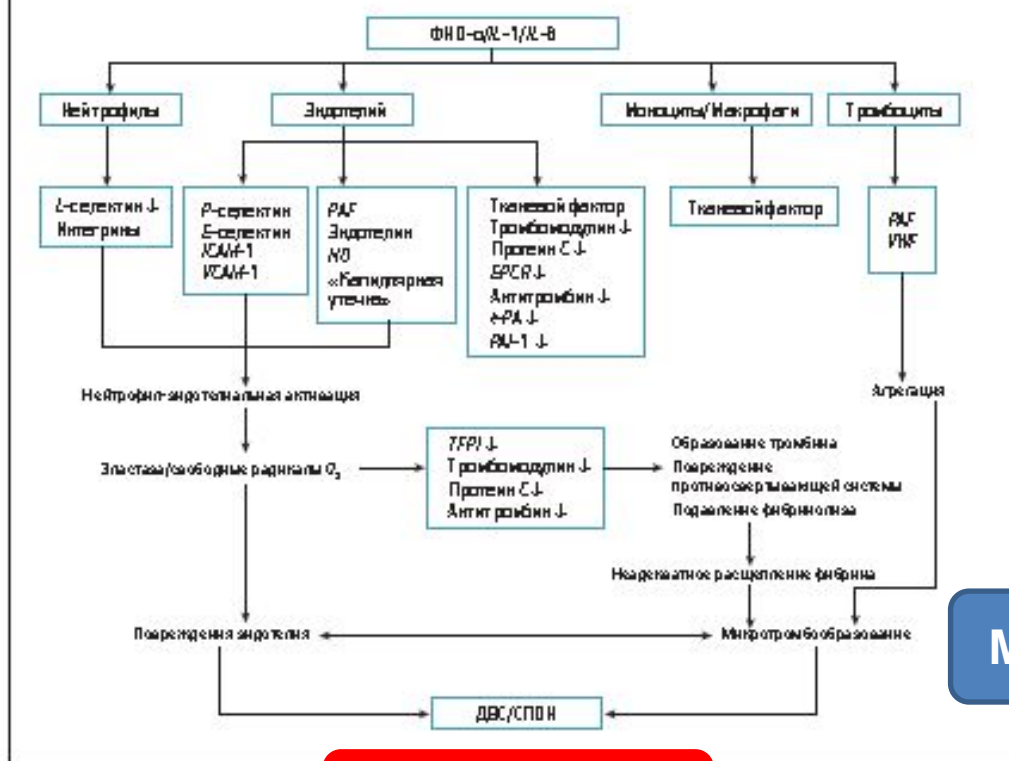 ФНО-α/IL-1/IL-8
Нейтрофилы
Эндотелий
Моноциты/Макрофаги
Тромбоциты
L-селектин ↓
Интегрины
P-селектин
E-селектин
ICAM-1
VCAM-1
PAF
Эндотелин
NO
«Капиллярная
утечка»
Тканевой фактор
Тромбомодулин ↓
Протеин C ↓
EPCR ↓
Антитромбин ↓
t-PA ↓
PAI-1 ↓
Тканевой фактор
PAF
VWF
Нейтрофил-эндотелиальная активация
Агрегация
Эластаза/свободные радикалы O₂
TFPI ↓
Тромбомодулин ↓
Протеин C ↓
Антитромбин ↓
Образование тромбина
Повреждение
противосвертывающей системы
Подавление фибринолиза
Неадекватное расщепление фибрина
Повреждения эндотелия
Микротромбообразование
М
ДВС/СПОН